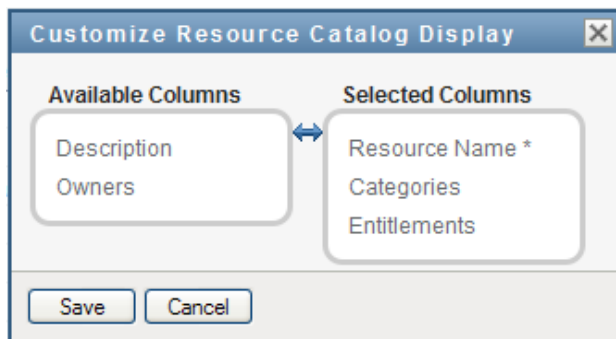 Customize Resource Catalog Display
Available Columns
Selected Columns
Description
Owners
Resource Name *
Categories
Entitlements
Save
Cancel